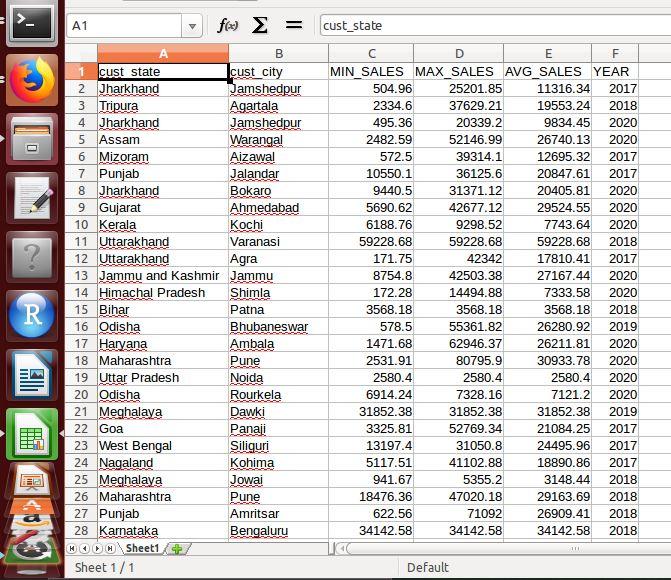 A1 f(x) Σ = cust_state
A B C D E F
1 cust_state cust_city MIN_SALES MAX_SALES AVG_SALES YEAR
2 Jharkhand Jamshedpur 504.96 25201.85 11316.34 2017
3 Tripura Agartala 2334.6 37629.21 19553.24 2018
4 Jharkhand Jamshedpur 495.36 20339.2 9834.45 2020
5 Assam Warangal 2482.59 52146.99 26740.13 2020
6 Mizoram Aizawal 572.5 39314.1 12695.32 2017
7 Punjab Jalandar 10550.1 36125.6 20847.61 2017
8 Jharkhand Bokaro 9440.5 31371.12 20405.81 2020
9 Gujarat Ahmedabad 5690.62 42677.12 29524.55 2020
10 Kerala Kochi 6188.76 9298.52 7743.64 2020
11 Uttarakhand Varanasi 59228.68 59228.68 59228.68 2018
12 Uttarakhand Agra 171.75 42342 17810.41 2017
13 Jammu and Kashmir Jammu 8754.8 42503.38 27167.44 2020
14 Himachal Pradesh Shimla 172.28 14494.88 7333.58 2020
15 Bihar Patna 3568.18 3568.18 3568.18 2018
16 Odisha Bhubaneswar 578.5 55361.82 26280.92 2019
17 Haryana Ambala 1471.68 62946.37 26211.81 2020
18 Maharashtra Pune 2531.91 80795.9 30933.78 2020
19 Uttar Pradesh Noida 2580.4 2580.4 2580.4 2020
20 Odisha Rourkela 6914.24 7328.16 7121.2 2020
21 Meghalaya Dawki 31852.38 31852.38 31852.38 2019
22 Goa Panaji 3325.81 52769.34 21084.25 2017
23 West Bengal Siliguri 13197.4 31050.8 24495.96 2017
24 Nagaland Kohima 5117.51 41102.88 18890.86 2017
25 Meghalaya Jowai 941.67 5355.2 3148.44 2018
26 Maharashtra Pune 18476.36 47020.18 29163.69 2018
27 Punjab Amritsar 622.56 71092 26909.41 2018
28 Karnataka Bengaluru 34142.58 34142.58 34142.58 2018
Sheet1
Sheet 1 / 1 Default